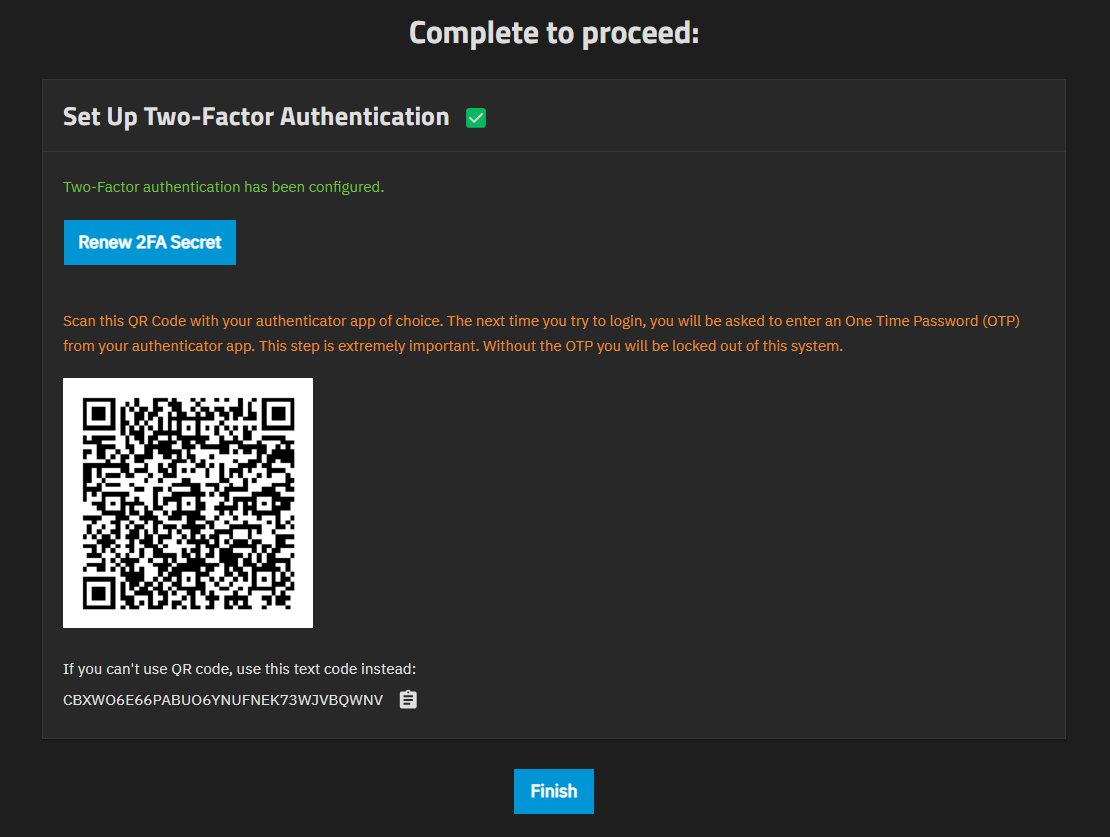 Complete to proceed:
Set Up Two-Factor Authentication
Two-Factor authentication has been configured.
Renew 2FA Secret
Scan this QR Code with your authenticator app of choice. The next time you try to login, you will be asked to enter an One Time Password (OTP)
from your authenticator app. This step is extremely important. Without the OTP you will be locked out of this system.
If you can't use QR code, use this text code instead:
CBXWO6E66PABUO6YNUFNEK73WJVBQWNV
Finish